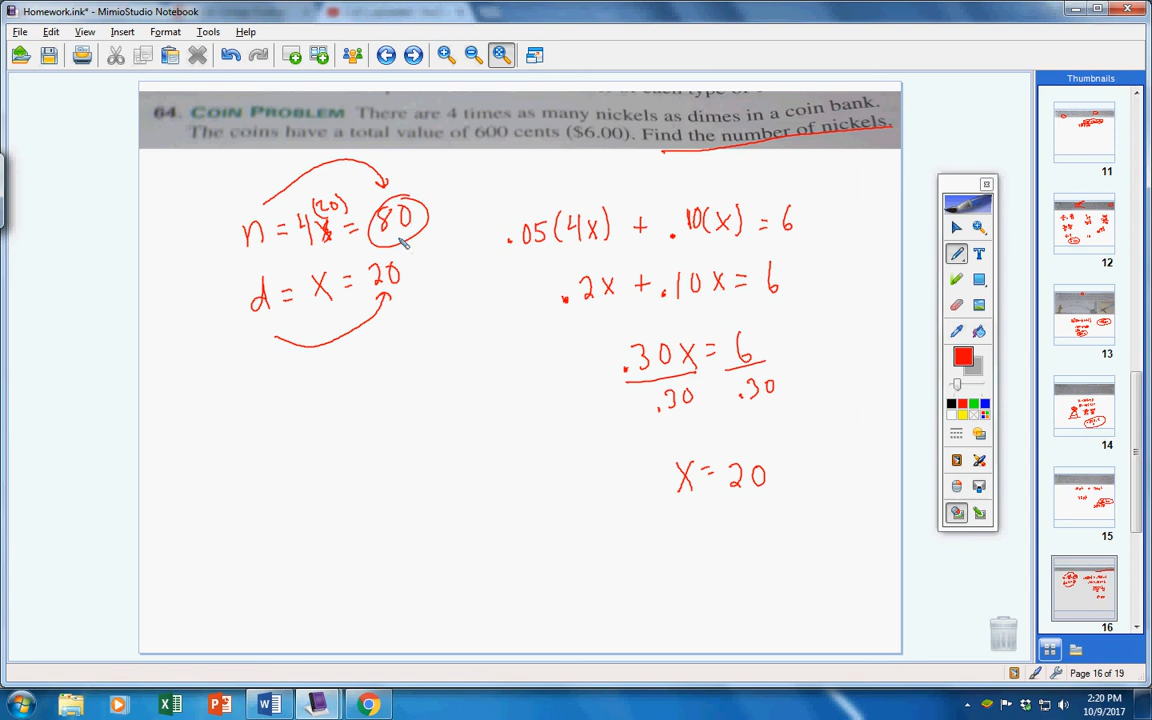 Homework.ink* - MimioStudio Notebook
File Edit View Insert Format Tools Help
Thumbnails
64. COIN PROBLEM There are 4 times as many nickels as dimes in a coin bank.
The coins have a total value of 600 cents ($6.00). Find the number of nickels.
n = 4x(20) = 80
d = x = 20
.05(4x) + .10(x) = 6
.2x + .10x = 6
.30x = 6
.30 .30
x = 20
11
12
13
14
15
16
Page 16 of 19
2:20 PM
10/9/2017